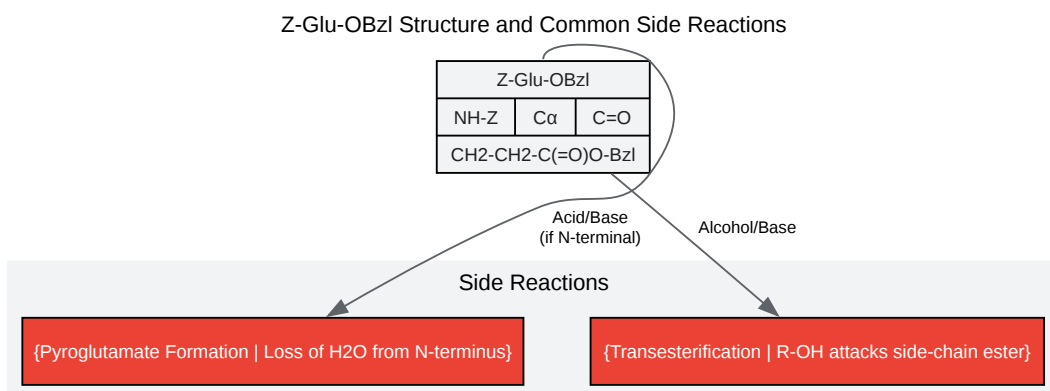 Z-Glu-OBzl Structure and Common Side Reactions
Z-Glu-OBzl
NH-Z
Cα
C=O
CH2-CH2-C(=O)O-Bzl
Acid/Base
(if N-terminal)
Alcohol/Base
Side Reactions
{Pyroglutamate Formation | Loss of H2O from N-terminus}
{Transesterification | R-OH attacks side-chain ester}